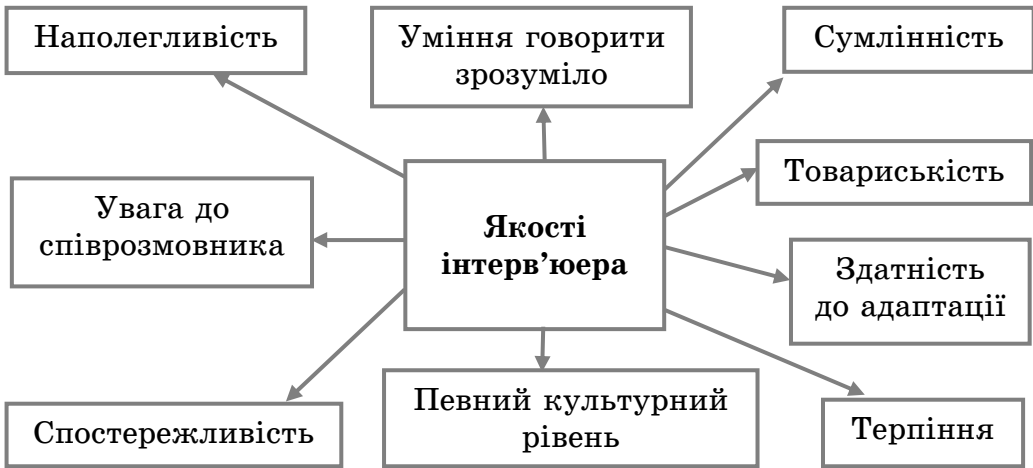 Наполегливість
Уміння говорити
зрозуміло
Сумлінність
Товариськість
Увага до
співрозмовника
Якості
інтерв’юера
Здатність
до адаптації
Спостережливість
Певний культурний
рівень
Терпіння